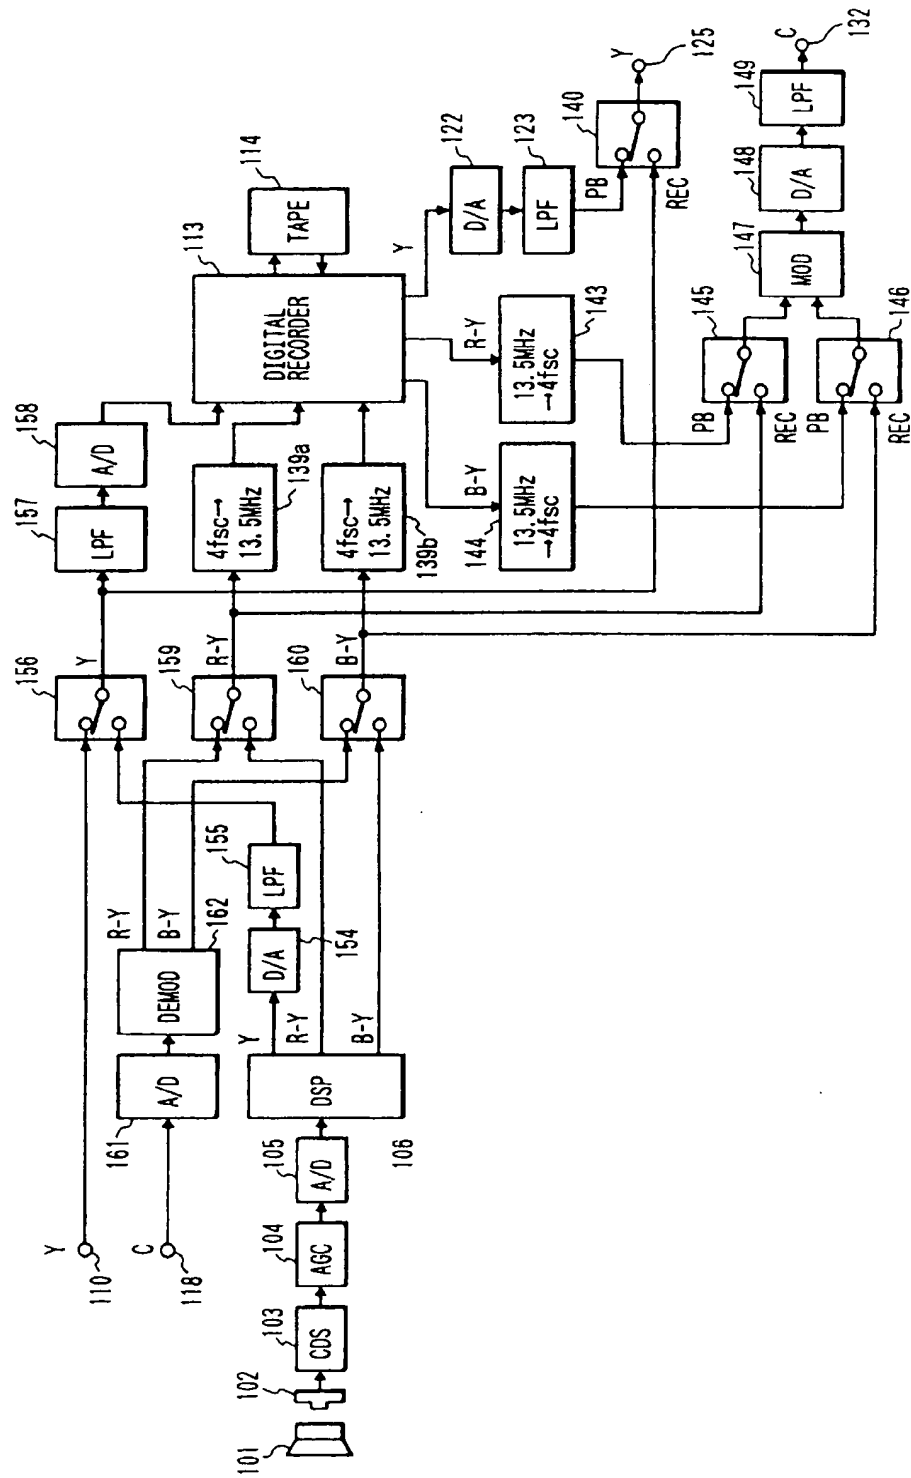 Y
110
C
118
161
A/D
DEMOD
162
R-Y
B-Y
101
102
103
CDS
104
AGC
105
A/D
106
DSP
Y
R-Y
B-Y
D/A
154
LPF
155
156
Y
159
R-Y
160
B-Y
157
LPF
158
A/D
4fsc→
13.5MHz
139a
4fsc→
13.5MHz
139b
113
DIGITAL
RECORDER
114
TAPE
Y
R-Y
B-Y
122
D/A
123
LPF
143
13.5MHz
→4fsc
144
13.5MHz
→4fsc
140
PB
REC
Y
125
145
PB
REC
146
PB
REC
147
MOD
148
D/A
149
LPF
C
132